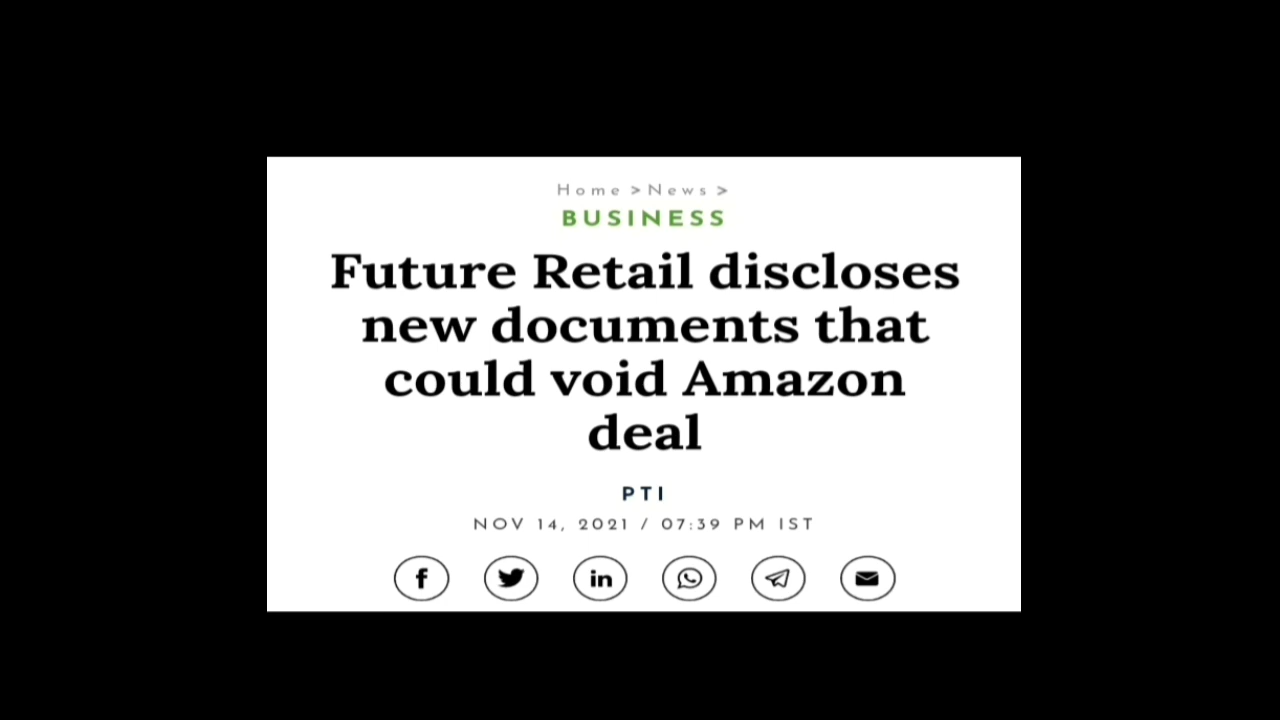 Home > News >
BUSINESS
Future Retail discloses
new documents that
could void Amazon
deal
PTI
NOV 14, 2021 / 07:39 PM IST
f
in